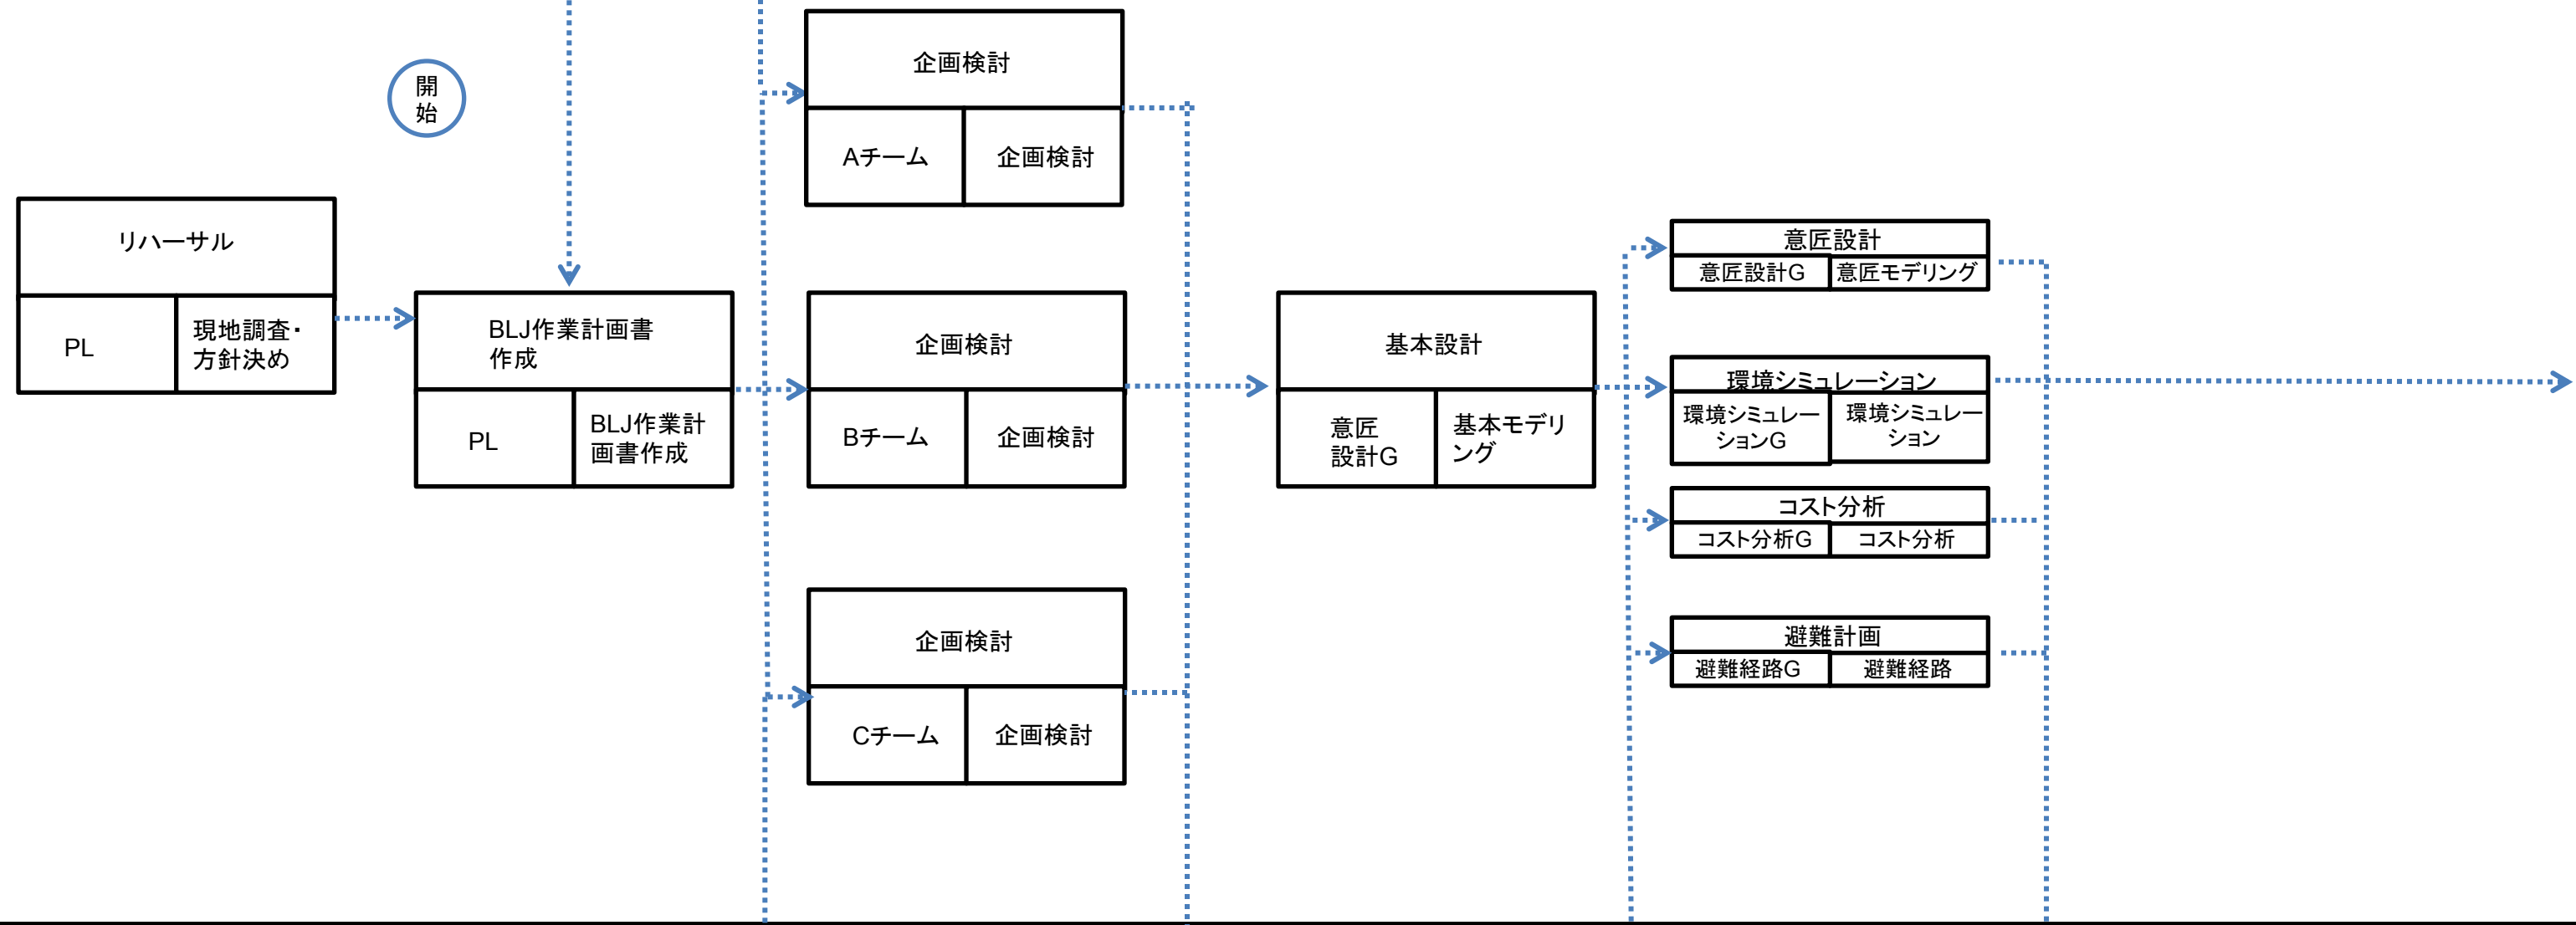 開
始
リハーサル
PL
現地調査・
方針決め
BLJ作業計画書
作成
PL
BLJ作業計
画書作成
企画検討
Aチーム
企画検討
企画検討
Bチーム
企画検討
企画検討
Cチーム
企画検討
基本設計
意匠
設計G
基本モデリ
ング
意匠設計
意匠設計G
意匠モデリング
環境シミュレーション
環境シミュレー
ションG
環境シミュレー
ション
コスト分析
コスト分析G
コスト分析
避難計画
避難経路G
避難経路